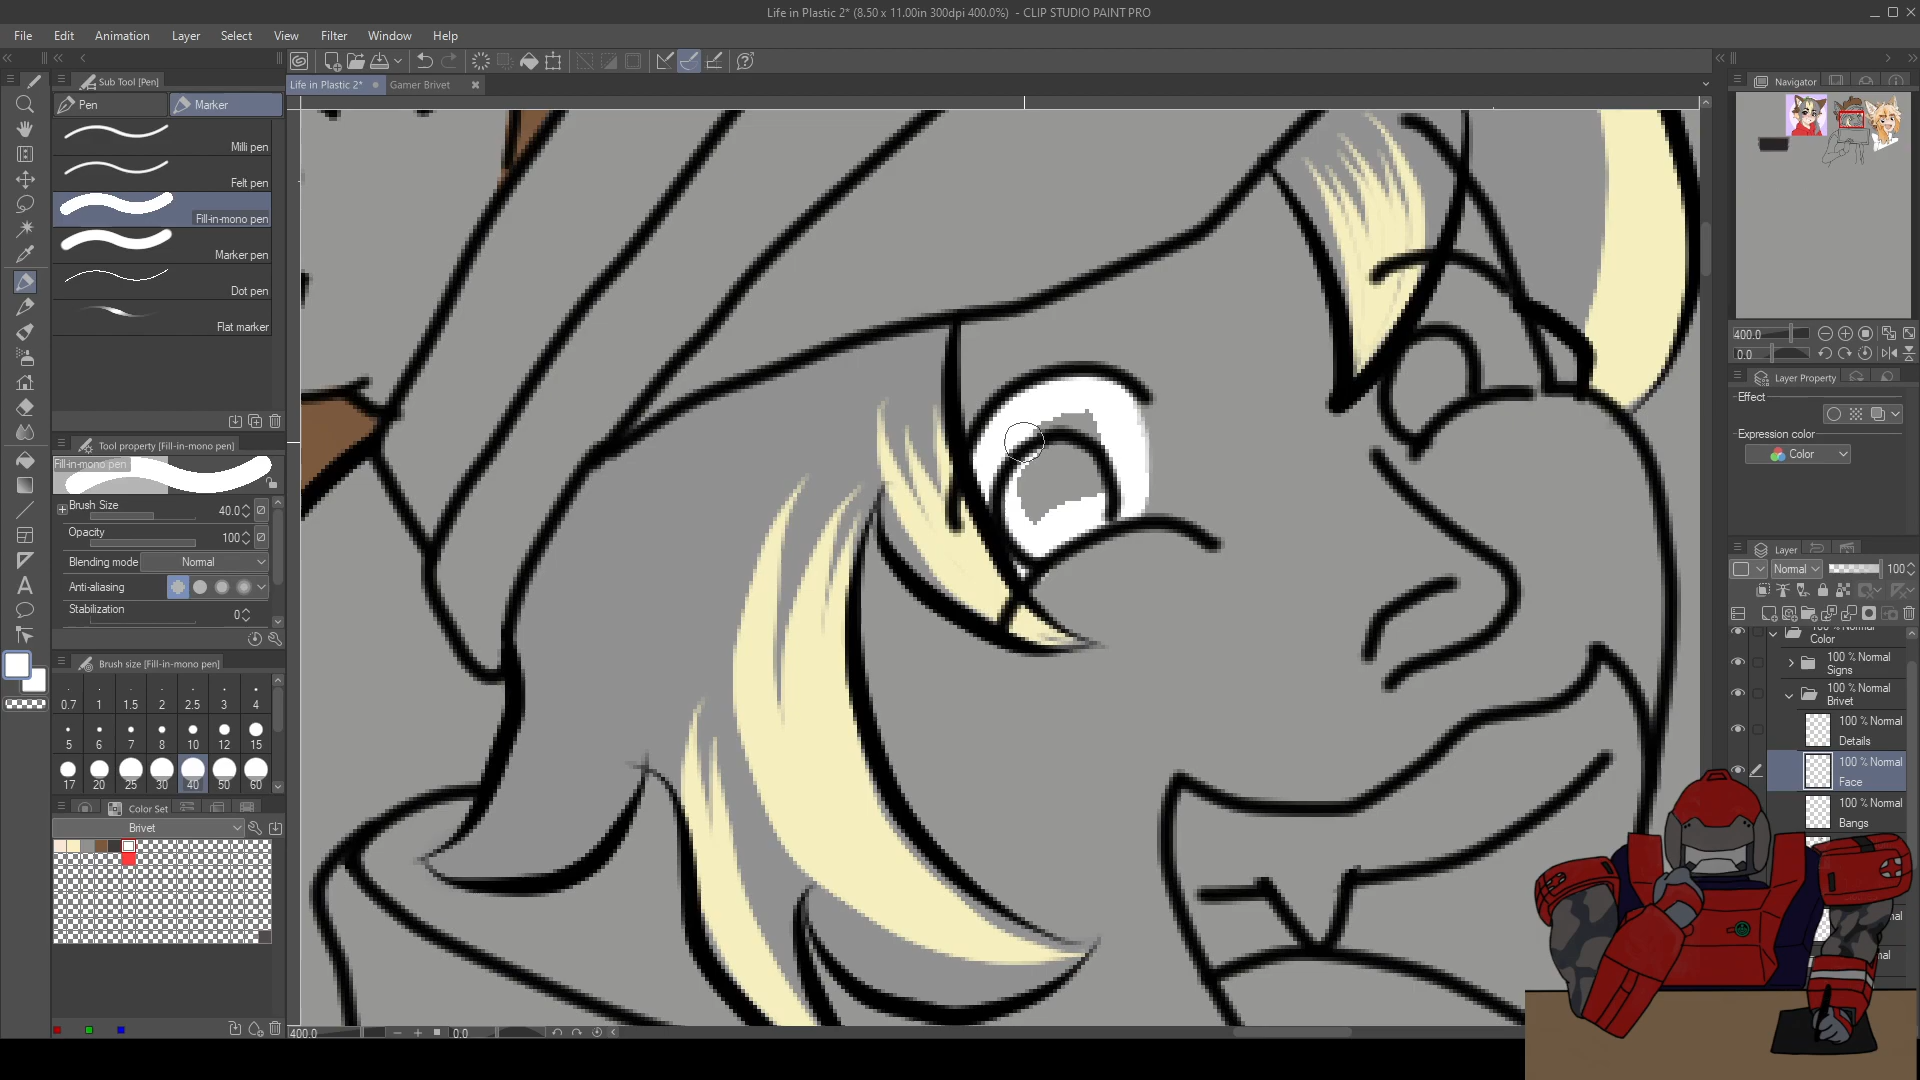 Life in Plastic 2* (8.50 x 11.00in 300dpi 400.0%)  - CLIP STUDIO PAINT PRO
File Edit Animation Layer Select View Filter Window Help
Sub Tool [Pen]
Life in Plastic 2* Gamer Brivet
Navigator
Pen Marker
Milli pen
Felt pen
Fill-in-mono pen
Marker pen
Dot pen
Flat marker
400.0
0.0
Layer Property
Effect
Expression color
Color
Tool property [Fill-in-mono pen]
Fill-in-mono pen
Brush Size 40.0
Opacity 100
Blending mode Normal
Anti-aliasing
Stabilization 0
Layer
Normal 100
Color
100 % Normal
Signs
100 % Normal
Brivet
100 % Normal
Details
100 % Normal
Face
100 % Normal
Bangs
Brush size [Fill-in-mono pen]
0.7 1 1.5 2 2.5 3 4
5 6 7 8 10 12 15
17 20 25 30 40 50 60
Color Set
Brivet
400.0 0.0